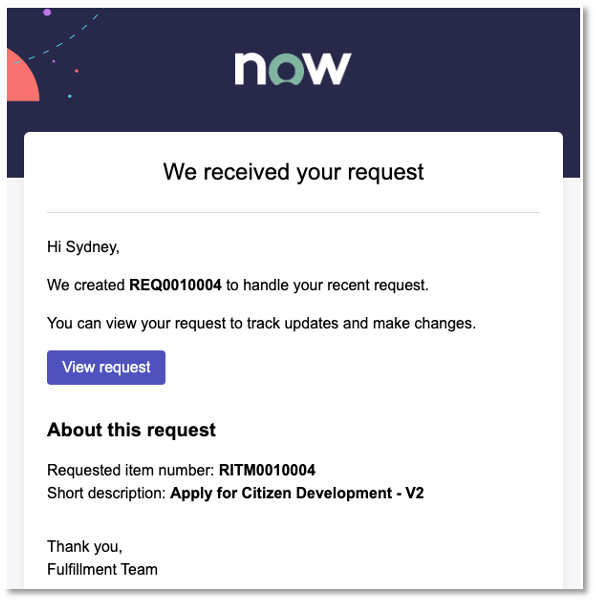 now
We received your request
Hi Sydney,
We created REQ0010004 to handle your recent request.
You can view your request to track updates and make changes.
View request
About this request
Requested item number: RITM0010004
Short description: Apply for Citizen Development - V2
Thank you,
Fulfillment Team